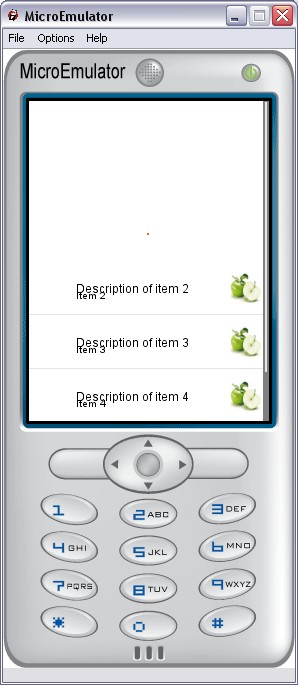 MicroEmulator
File Options Help
MicroEmulator
Description of item 2
Item 2
Description of item 3
Item 3
Description of item 4
Item 4
1 2 ABC 3 DEF
4 GHI 5 JKL 6 MNO
7 PQRS 8 TUV 9 WXYZ
* 0 #